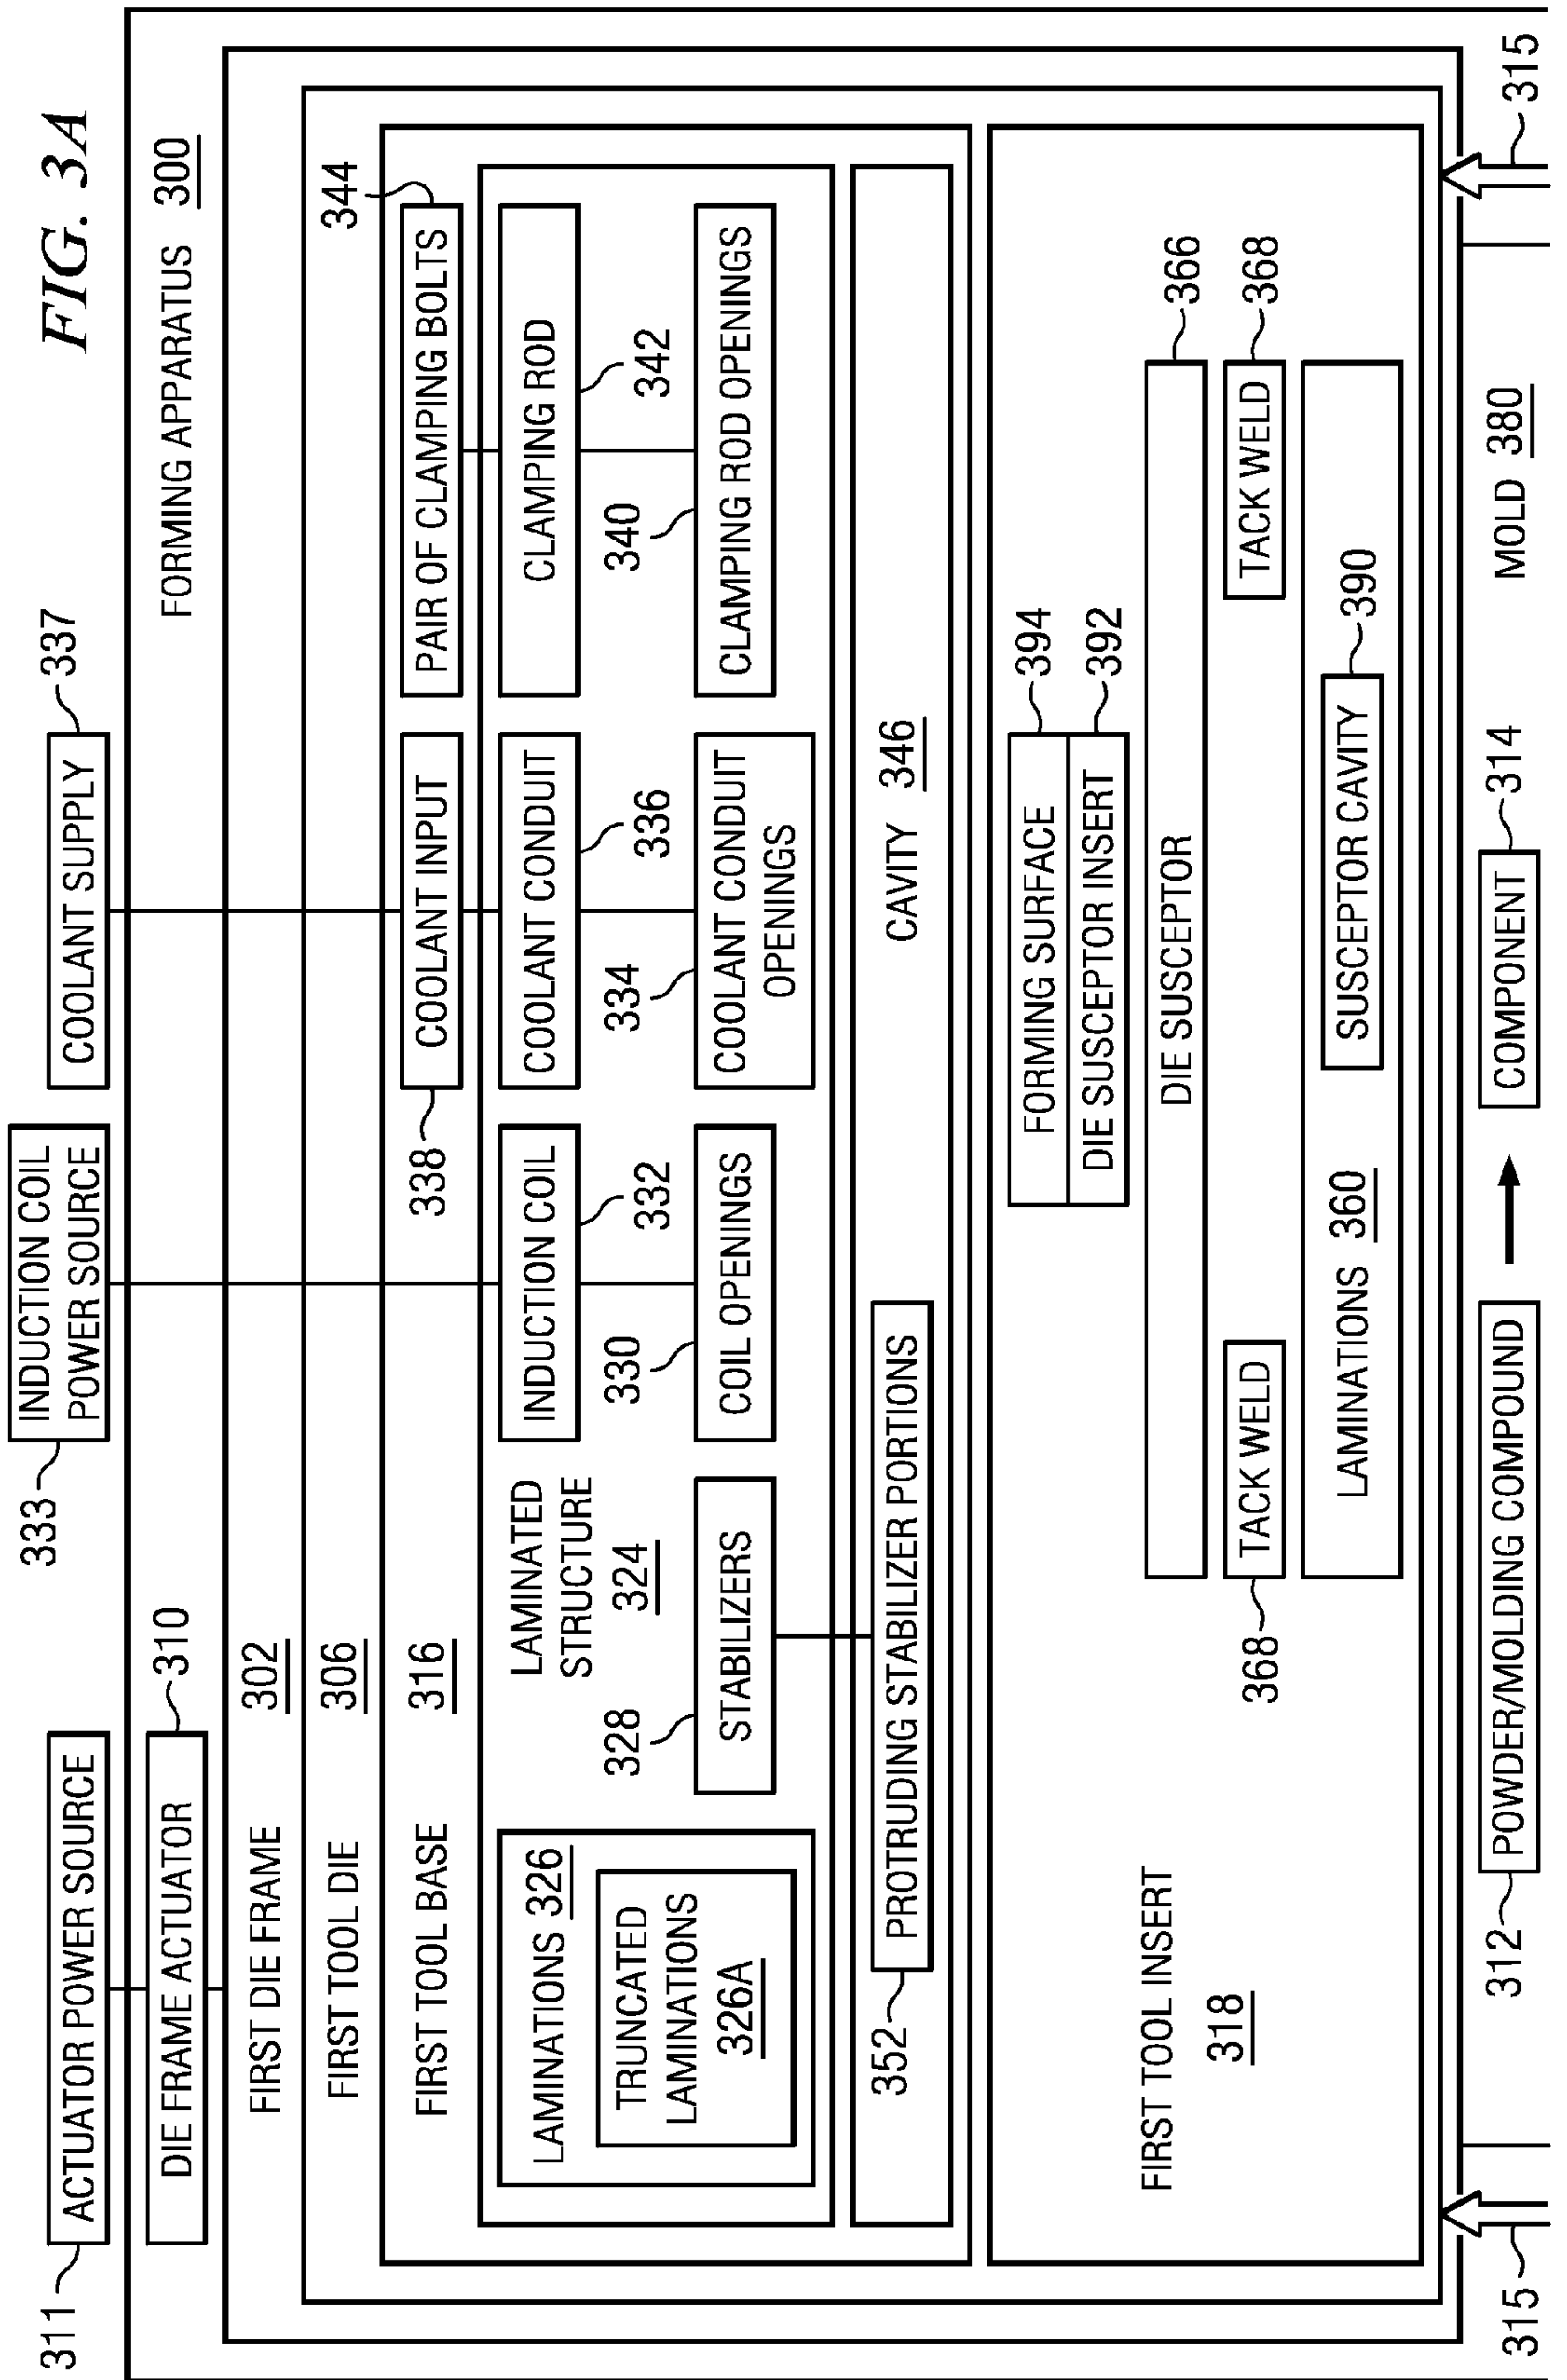 FIG. 3A
311
ACTUATOR POWER SOURCE
333
INDUCTION COIL
POWER SOURCE
COOLANT SUPPLY
337
DIE FRAME ACTUATOR
310
FORMING APPARATUS 300
FIRST DIE FRAME 302
FIRST TOOL DIE 306
FIRST TOOL BASE 316
338
COOLANT INPUT
PAIR OF CLAMPING BOLTS
344
LAMINATIONS 326
TRUNCATED
LAMINATIONS
326A
LAMINATED
STRUCTURE
324
INDUCTION COIL
332
COOLANT CONDUIT
336
CLAMPING ROD
342
328
STABILIZERS
330
COIL OPENINGS
334
COOLANT CONDUIT
OPENINGS
340
CLAMPING ROD OPENINGS
352
PROTRUDING STABILIZER PORTIONS
CAVITY 346
FIRST TOOL INSERT
318
FORMING SURFACE
394
DIE SUSCEPTOR INSERT
392
DIE SUSCEPTOR
366
368
TACK WELD
TACK WELD
368
LAMINATIONS 360
SUSCEPTOR CAVITY
390
315
312
POWDER/MOLDING COMPOUND
COMPONENT
314
MOLD 380
315